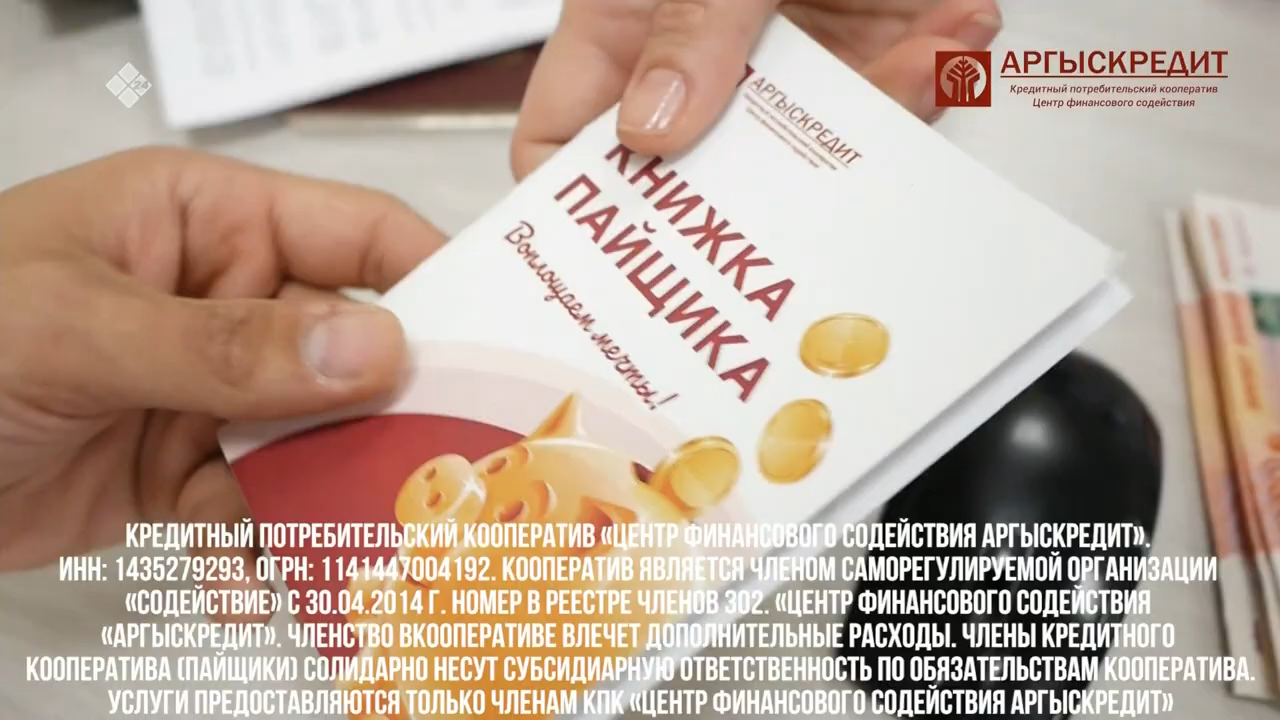 24
АРГЫСКРЕДИТ
Кредитный потребительский кооператив
Центр финансового содействия
АРГЫСКРЕДИТ
КНИЖКА
ПАЙЩИКА
Воплощаем мечты!
КРЕДИТНЫЙ ПОТРЕБИТЕЛЬСКИЙ КООПЕРАТИВ «ЦЕНТР ФИНАНСОВОГО СОДЕЙСТВИЯ АРГЫСКРЕДИТ».
ИНН: 1435279293, ОГРН: 1141447004192. КООПЕРАТИВ ЯВЛЯЕТСЯ ЧЛЕНОМ САМОРЕГУЛИРУЕМОЙ ОРГАНИЗАЦИИ
«СОДЕЙСТВИЕ» С 30.04.2014 Г. НОМЕР В РЕЕСТРЕ ЧЛЕНОВ 302. «ЦЕНТР ФИНАНСОВОГО СОДЕЙСТВИЯ
«АРГЫСКРЕДИТ». ЧЛЕНСТВО ВКООПЕРАТИВЕ ВЛЕЧЕТ ДОПОЛНИТЕЛЬНЫЕ РАСХОДЫ. ЧЛЕНЫ КРЕДИТНОГО
КООПЕРАТИВА (ПАЙЩИКИ) СОЛИДАРНО НЕСУТ СУБСИДИАРНУЮ ОТВЕТСТВЕННОСТЬ ПО ОБЯЗАТЕЛЬСТВАМ КООПЕРАТИВА.
УСЛУГИ ПРЕДОСТАВЛЯЮТСЯ ТОЛЬКО ЧЛЕНАМ КПК «ЦЕНТР ФИНАНСОВОГО СОДЕЙСТВИЯ АРГЫСКРЕДИТ»